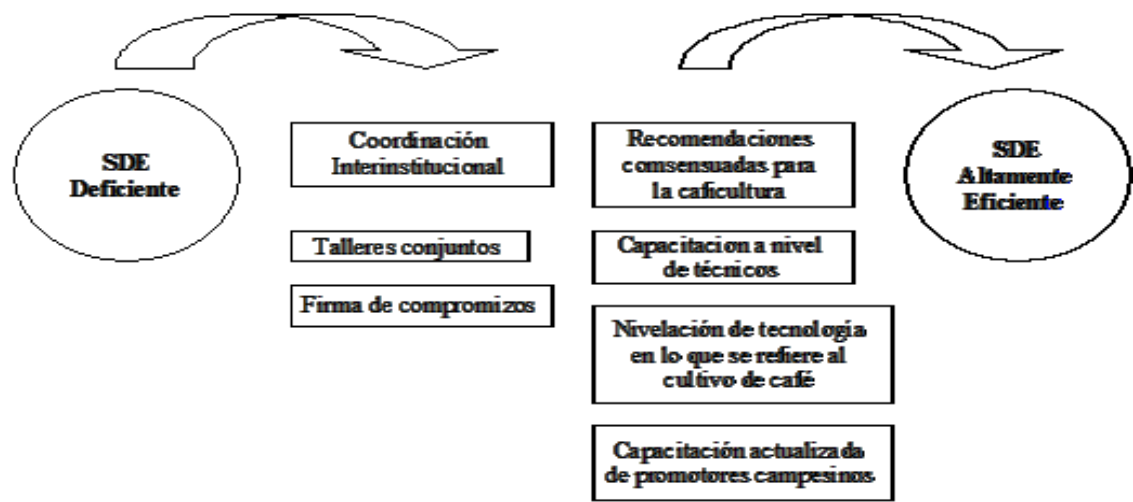 SDE
Deficiente
Coordinación
Interinstitucional
Talleres conjuntos
Firma de compromizos
Recomendaciones
comsensuadas para
la caficultura
Capacitacion a nivel
de técnicos
Nivelación de tecnología
en lo que se refiere al
cultivo de café
Capacitación actualizada
de promotores campesinos
SDE
Altamente
Eficiente